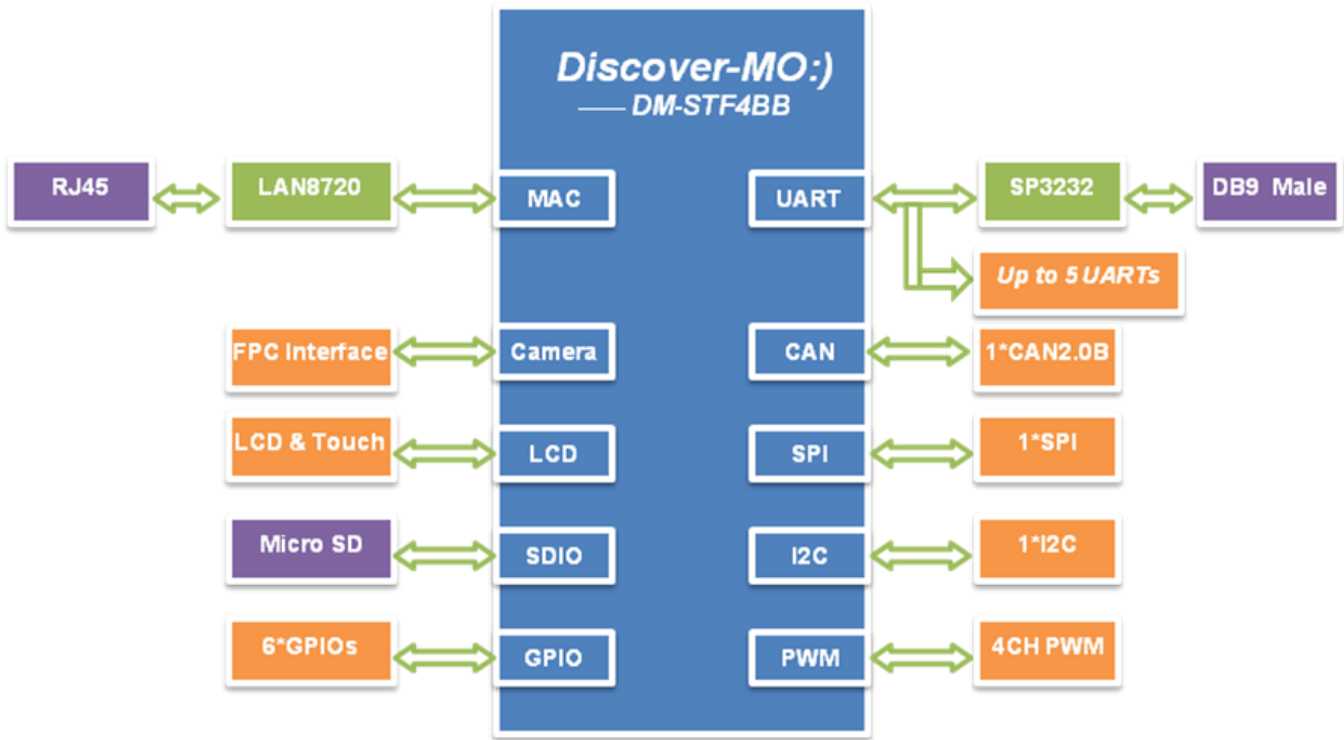 Discover-MO:)
—— DM-STF4BB
RJ45
LAN8720
MAC
UART
SP3232
DB9 Male
Up to 5 UARTs
FPC Interface
Camera
CAN
1*CAN2.0B
LCD & Touch
LCD
SPI
1*SPI
Micro SD
SDIO
I2C
1*I2C
6*GPIOs
GPIO
PWM
4CH PWM